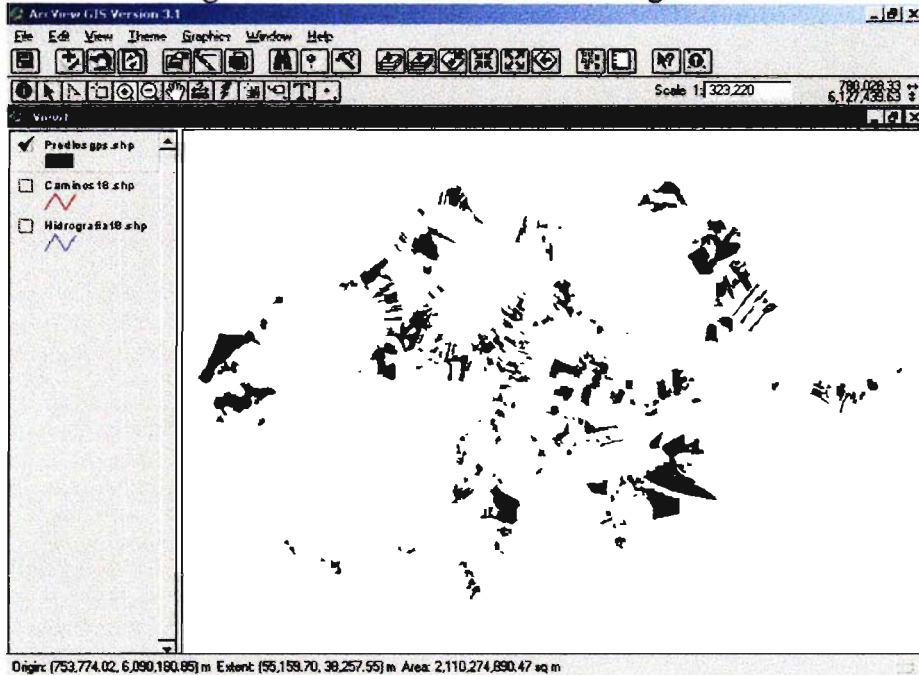 ArcView GIS Version 3.1
File Edit View Theme Graphics Window Help
Scale 1: 323,220
788,028.33
6,127,439.63
View1
Prediosgps.shp
Caminos18.shp
Hidrografia18.shp
Origin: (753,774.02, 6,090,180.85) m Extent: (55,159.70, 38,257.55) m Area: 2,110,274,890.47 sq m